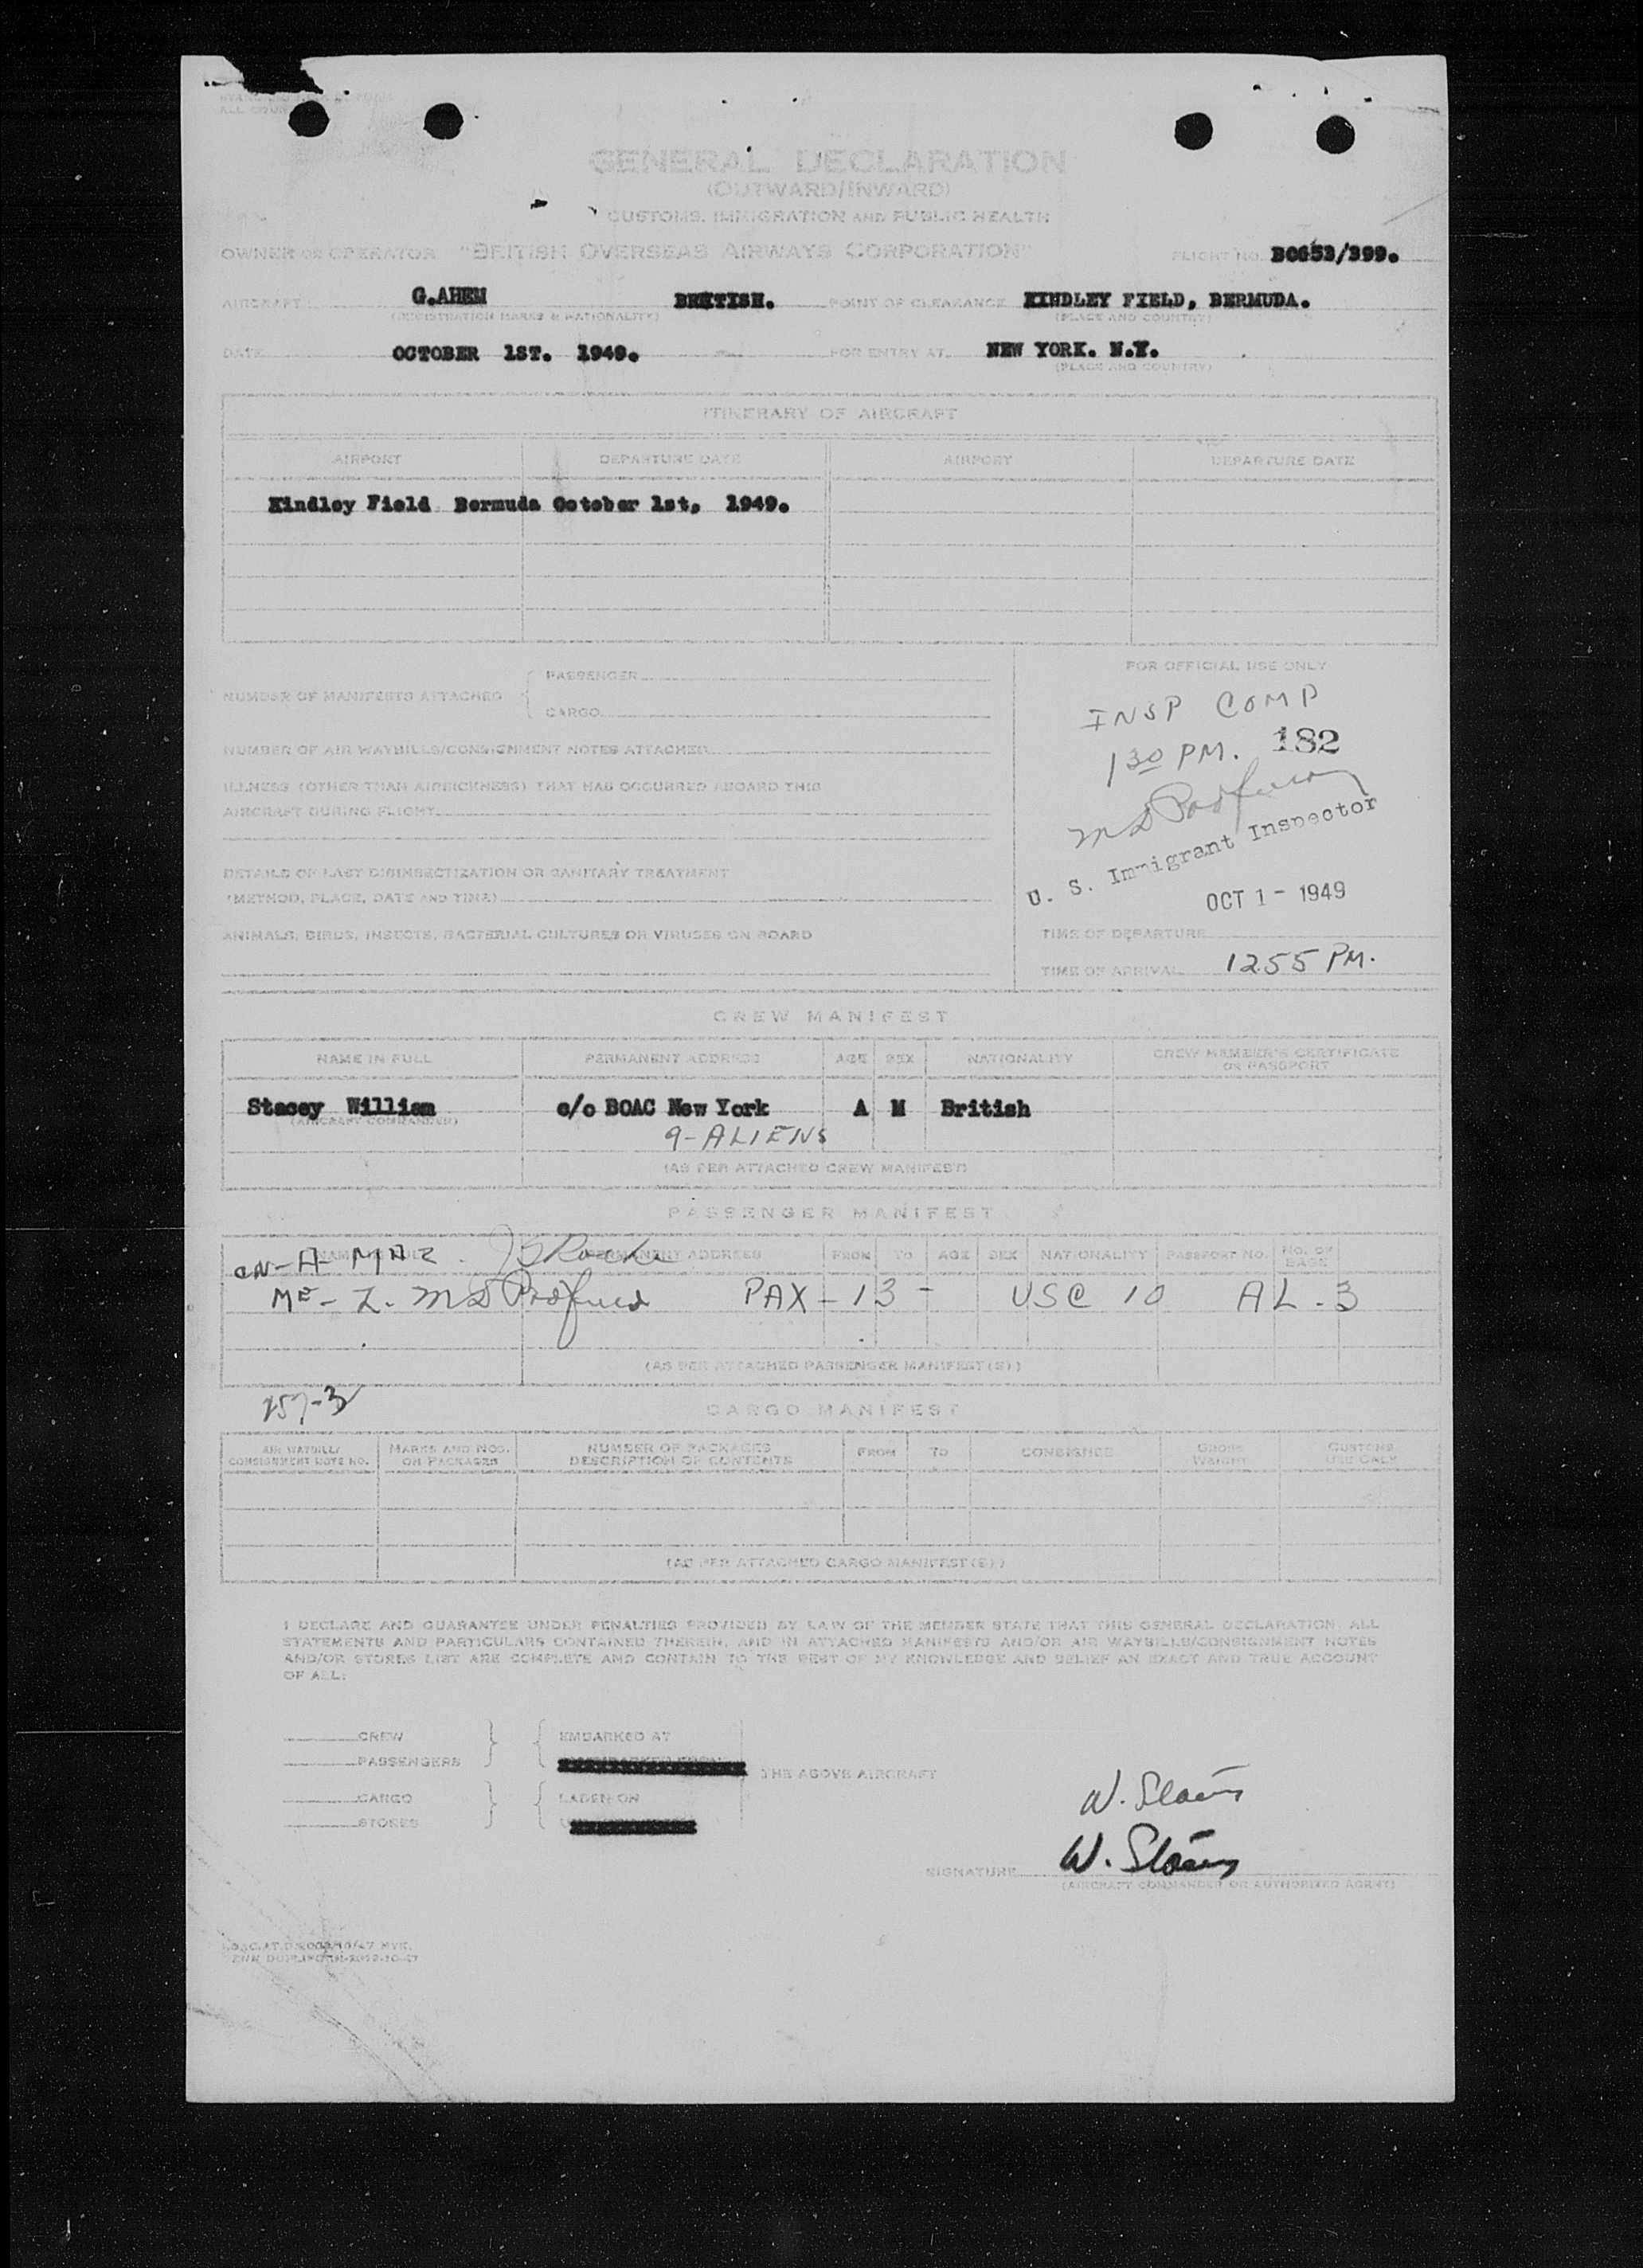 GENERAL DECLARATION
(OUTWARD/INWARD)
CUSTOMS, IMMIGRATION AND PUBLIC HEALTH
OWNER OR OPERATOR "BRITISH OVERSEAS AIRWAYS CORPORATION" FLIGHT NO. BC653/399.
AIRCRAFT G.AHEM BRITISH. POINT OF CLEARANCE KINDLEY FIELD, BERMUDA.
(REGISTRATION MARKS & NATIONALITY) (PLACE AND COUNTRY)
DATE OCTOBER 1ST. 1949. FOR ENTRY AT NEW YORK. N.Y.
(PLACE AND COUNTRY)
ITINERARY OF AIRCRAFT
AIRPORT DEPARTURE DATE AIRPORT DEPARTURE DATE
Kindley Field Bermuda October 1st, 1949.
FOR OFFICIAL USE ONLY
NUMBER OF MANIFESTS ATTACHED
PASSENGER
CARGO
INSP COMP
130 PM. 182
NUMBER OF AIR WAYBILLS/CONSIGNMENT NOTES ATTACHED
ILLNESS (OTHER THAN AIRSICKNESS) THAT HAS OCCURRED ABOARD THIS
AIRCRAFT DURING FLIGHT
U. S. Immigrant Inspector
DETAILS OF LAST DISINSECTIZATION OR SANITARY TREATMENT
(METHOD, PLACE, DATE AND TIME)
OCT 1 - 1949
ANIMALS, BIRDS, INSECTS, BACTERIAL CULTURES OR VIRUSES ON BOARD
TIME OF DEPARTURE
TIME OF ARRIVAL 1255 PM.
CREW MANIFEST
NAME IN FULL PERMANENT ADDRESS AGE SEX NATIONALITY CREW MEMBER'S CERTIFICATE OR PASSPORT
Stacey William c/o BOAC New York A M British
(AIRCRAFT COMMANDER)
9-ALIENS
(AS PER ATTACHED CREW MANIFEST)
PASSENGER MANIFEST
NAME IN FULL PERMANENT ADDRESS FROM TO AGE SEX NATIONALITY PASSPORT NO. NO. OF BAGS
PAX - 13 - USC 10 AL. 3
(AS PER ATTACHED PASSENGER MANIFEST(S))
CARGO MANIFEST
AIR WAYBILL/ CONSIGNMENT NOTE NO. MARKS AND NOS. ON PACKAGES NUMBER OF PACKAGES DESCRIPTION OF CONTENTS FROM TO CONSIGNEE GROSS WEIGHT CUSTOMS USE ONLY
(AS PER ATTACHED CARGO MANIFEST(S))
I DECLARE AND GUARANTEE UNDER PENALTIES PROVIDED BY LAW OF THE MEMBER STATE THAT THIS GENERAL DECLARATION, ALL
STATEMENTS AND PARTICULARS CONTAINED THEREIN, AND IN ATTACHED MANIFESTS AND/OR AIR WAYBILLS/CONSIGNMENT NOTES
AND/OR STORES LIST ARE COMPLETE AND CONTAIN TO THE BEST OF MY KNOWLEDGE AND BELIEF AN EXACT AND TRUE ACCOUNT
OF ALL:
CREW EMBARKED AT
PASSENGERS
THE ABOVE AIRCRAFT
CARGO LADEN ON
STORES
SIGNATURE
(AIRCRAFT COMMANDER OR AUTHORIZED AGENT)